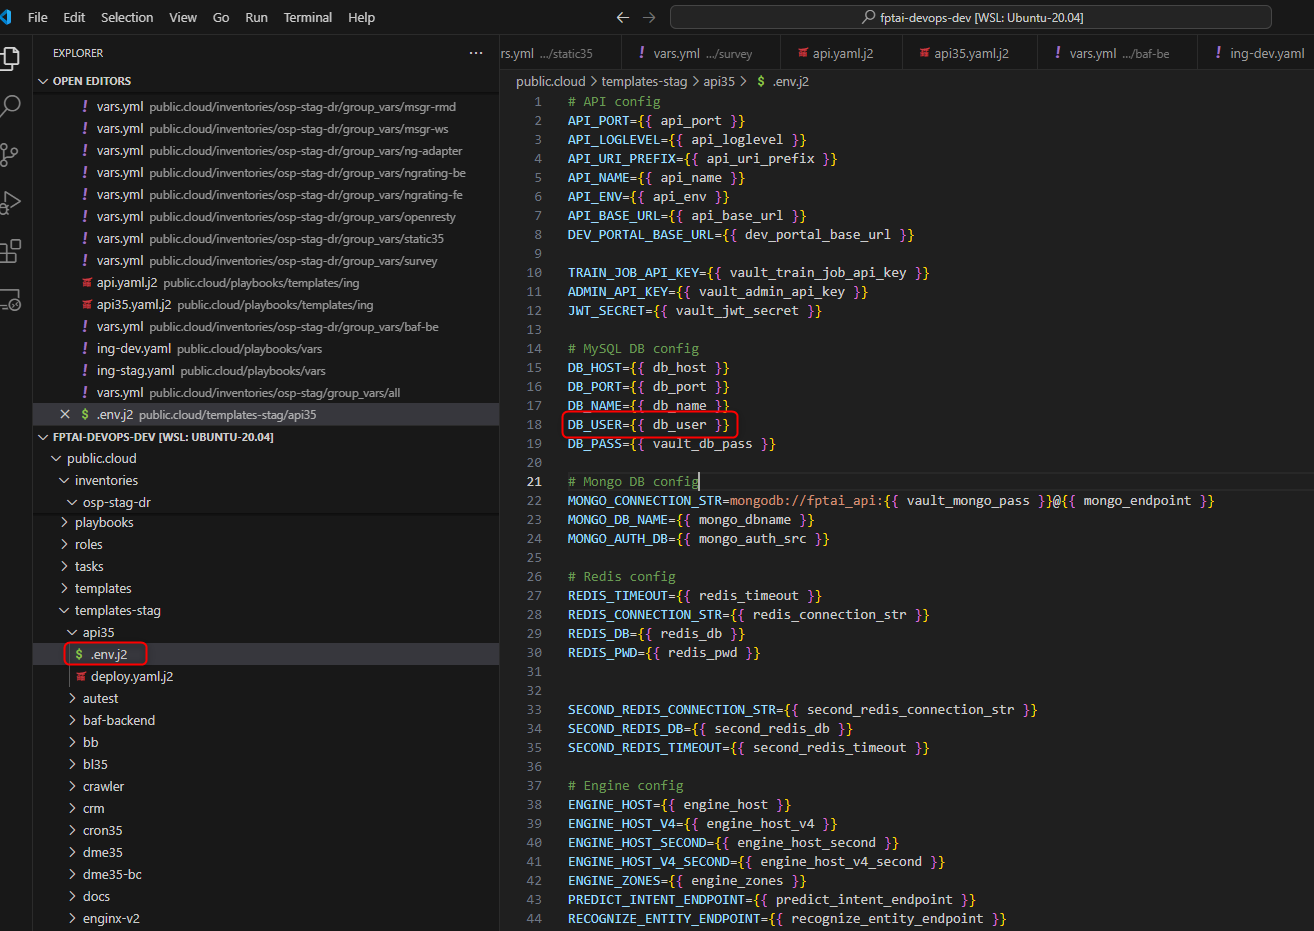 File Edit Selection View Go Run Terminal Help
fptai-devops-dev [WSL: Ubuntu-20.04]
EXPLORER
OPEN EDITORS
! vars.yml public.cloud/inventories/osp-stag-dr/group_vars/msgr-rmd
! vars.yml public.cloud/inventories/osp-stag-dr/group_vars/msgr-ws
! vars.yml public.cloud/inventories/osp-stag-dr/group_vars/ng-adapter
! vars.yml public.cloud/inventories/osp-stag-dr/group_vars/ngrating-be
! vars.yml public.cloud/inventories/osp-stag-dr/group_vars/ngrating-fe
! vars.yml public.cloud/inventories/osp-stag-dr/group_vars/openresty
! vars.yml public.cloud/inventories/osp-stag-dr/group_vars/static35
! vars.yml public.cloud/inventories/osp-stag-dr/group_vars/survey
api.yaml.j2 public.cloud/playbooks/templates/ing
api35.yaml.j2 public.cloud/playbooks/templates/ing
! vars.yml public.cloud/inventories/osp-stag-dr/group_vars/baf-be
! ing-dev.yaml public.cloud/playbooks/vars
! ing-stag.yaml public.cloud/playbooks/vars
! vars.yml public.cloud/inventories/osp-stag/group_vars/all
$ .env.j2 public.cloud/templates-stag/api35
FPTAI-DEVOPS-DEV [WSL: UBUNTU-20.04]
public.cloud
inventories
osp-stag-dr
playbooks
roles
tasks
templates
templates-stag
api35
$ .env.j2
deploy.yaml.j2
autest
baf-backend
bb
bl35
crawler
crm
cron35
dme35
dme35-bc
docs
enginx-v2
rs.yml .../static35 ! vars.yml .../survey api.yaml.j2 api35.yaml.j2 ! vars.yml .../baf-be ! ing-dev.yaml
public.cloud > templates-stag > api35 > $ .env.j2
1 # API config
2 API_PORT={{ api_port }}
3 API_LOGLEVEL={{ api_loglevel }}
4 API_URI_PREFIX={{ api_uri_prefix }}
5 API_NAME={{ api_name }}
6 API_ENV={{ api_env }}
7 API_BASE_URL={{ api_base_url }}
8 DEV_PORTAL_BASE_URL={{ dev_portal_base_url }}
9
10 TRAIN_JOB_API_KEY={{ vault_train_job_api_key }}
11 ADMIN_API_KEY={{ vault_admin_api_key }}
12 JWT_SECRET={{ vault_jwt_secret }}
13
14 # MySQL DB config
15 DB_HOST={{ db_host }}
16 DB_PORT={{ db_port }}
17 DB_NAME={{ db_name }}
18 DB_USER={{ db_user }}
19 DB_PASS={{ vault_db_pass }}
20
21 # Mongo DB config
22 MONGO_CONNECTION_STR=mongodb://fptai_api:{{ vault_mongo_pass }}@{{ mongo_endpoint }}
23 MONGO_DB_NAME={{ mongo_dbname }}
24 MONGO_AUTH_DB={{ mongo_auth_src }}
25
26 # Redis config
27 REDIS_TIMEOUT={{ redis_timeout }}
28 REDIS_CONNECTION_STR={{ redis_connection_str }}
29 REDIS_DB={{ redis_db }}
30 REDIS_PWD={{ redis_pwd }}
31
32
33 SECOND_REDIS_CONNECTION_STR={{ second_redis_connection_str }}
34 SECOND_REDIS_DB={{ second_redis_db }}
35 SECOND_REDIS_TIMEOUT={{ second_redis_timeout }}
36
37 # Engine config
38 ENGINE_HOST={{ engine_host }}
39 ENGINE_HOST_V4={{ engine_host_v4 }}
40 ENGINE_HOST_SECOND={{ engine_host_second }}
41 ENGINE_HOST_V4_SECOND={{ engine_host_v4_second }}
42 ENGINE_ZONES={{ engine_zones }}
43 PREDICT_INTENT_ENDPOINT={{ predict_intent_endpoint }}
44 RECOGNIZE_ENTITY_ENDPOINT={{ recognize_entity_endpoint }}